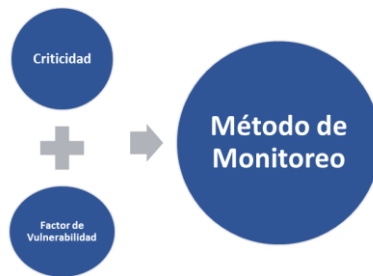 Criticidad
Factor de
Vulnerabilidad
Método de
Monitoreo